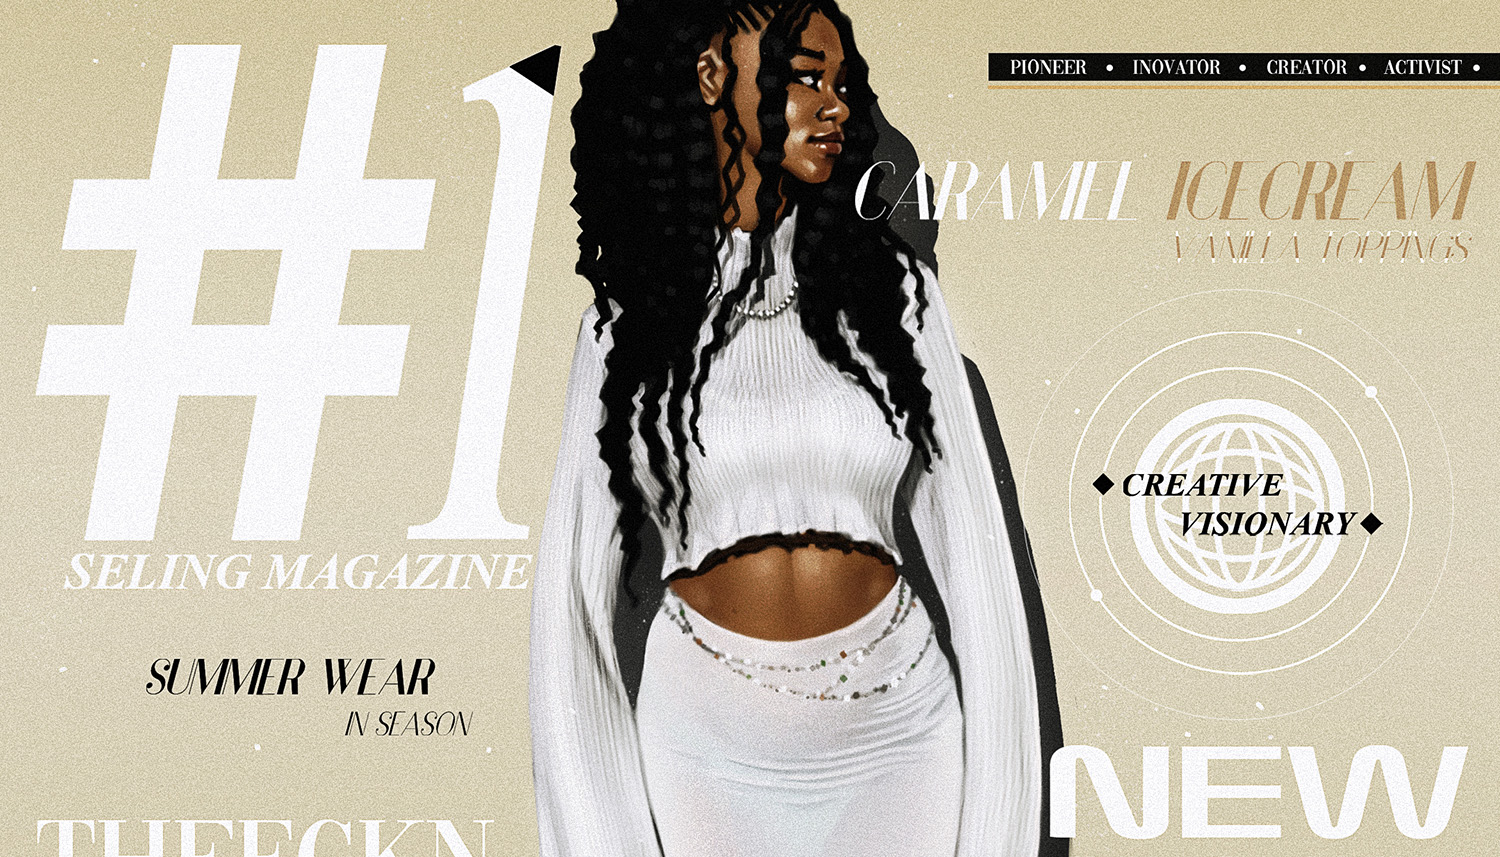 #1
SELING MAGAZINE
SUMMER WEAR
IN SEASON
PIONEER • INOVATOR • CREATOR • ACTIVIST •
CARAMEL ICECREAM
VANILLA TOPPINGS
CREATIVE
VISIONARY
NEW